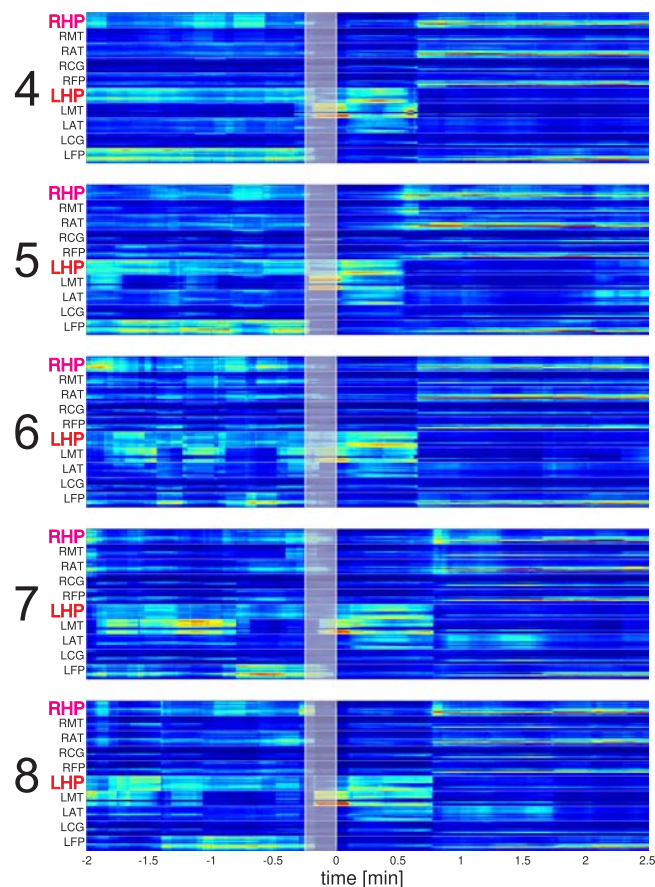 RHP
RMT
RAT
RCG
RFP
4
LHP
LMT
LAT
LCG
LFP
RHP
RMT
RAT
RCG
RFP
5
LHP
LMT
LAT
LCG
LFP
RHP
RMT
RAT
RCG
RFP
6
LHP
LMT
LAT
LCG
LFP
RHP
RMT
RAT
RCG
RFP
7
LHP
LMT
LAT
LCG
LFP
RHP
RMT
RAT
RCG
RFP
8
LHP
LMT
LAT
LCG
LFP
-2 -1.5 -1 -0.5 0 0.5 1 1.5 2 2.5
time [min]